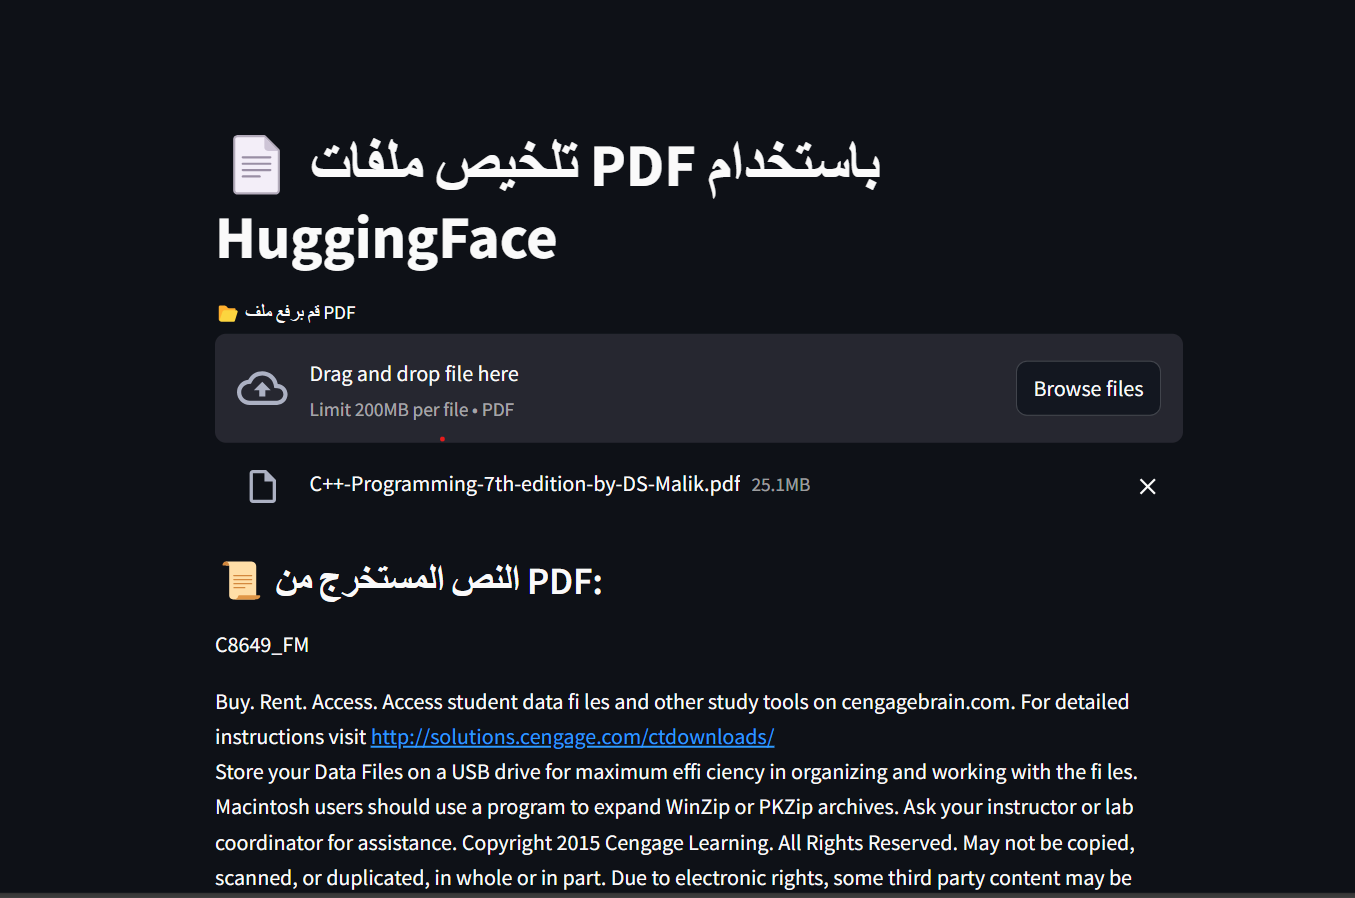 تلخيص ملفات PDF باستخدام
HuggingFace
قم برفع ملف PDF
Drag and drop file here
Limit 200MB per file • PDF
Browse files
C++-Programming-7th-edition-by-DS-Malik.pdf 25.1MB
النص المستخرج من PDF:
C8649_FM
Buy. Rent. Access. Access student data fi les and other study tools on cengagebrain.com. For detailed
instructions visit http://solutions.cengage.com/ctdownloads/
Store your Data Files on a USB drive for maximum effi ciency in organizing and working with the fi les.
Macintosh users should use a program to expand WinZip or PKZip archives. Ask your instructor or lab
coordinator for assistance. Copyright 2015 Cengage Learning. All Rights Reserved. May not be copied,
scanned, or duplicated, in whole or in part. Due to electronic rights, some third party content may be